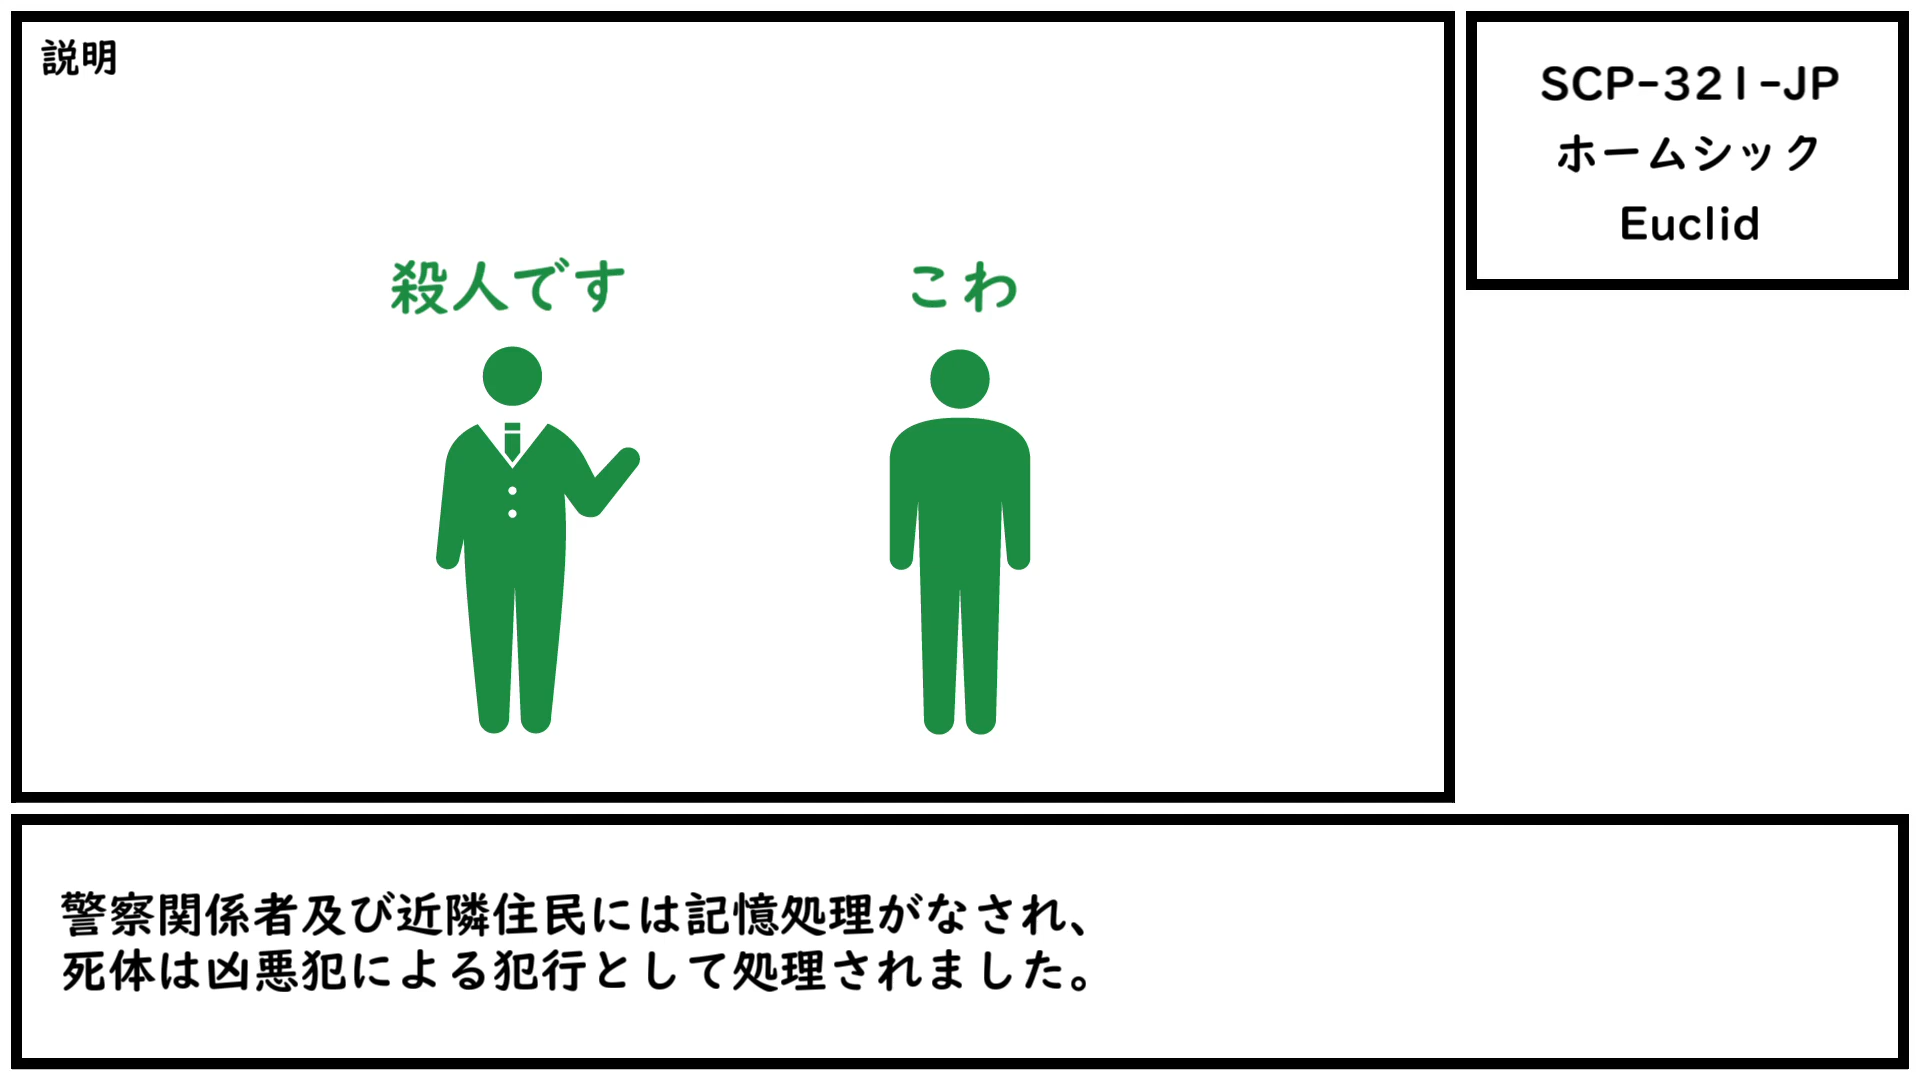 説明
SCP-321-JP
ホームシック
Euclid
殺人です
こわ
警察関係者及び近隣住民には記憶処理がなされ、
死体は凶悪犯による犯行として処理されました。